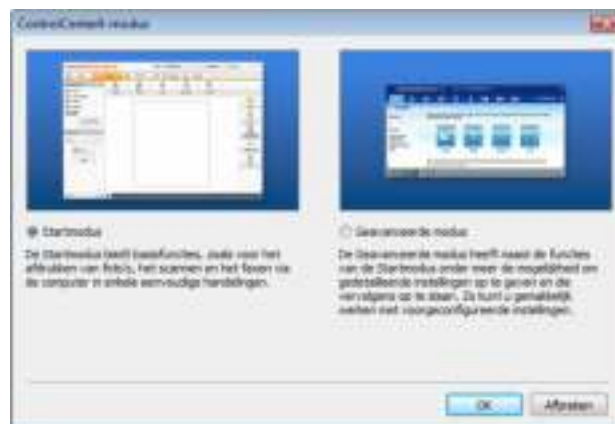 ControlCenter4-modus
Startmodus
De Startmodus biedt basisfuncties, zoals voor het
afdrukken van foto's, het scannen en het faxen via
de computer in enkele eenvoudige handelingen.
Geavanceerde modus
De Geavanceerde modus heeft naast de functies
van de Startmodus onder meer de mogelijkheid om
gedetailleerde instellingen op te geven en die
vervolgens op te slaan. Zo kunt u gemakkelijk
werken met voorgeconfigureerde instellingen.
OK
Afbreken